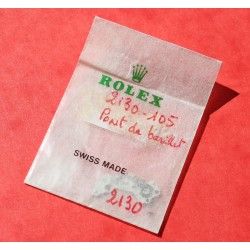 ROLEX
2130-105
Pont de barillet
SWISS MADE
2130